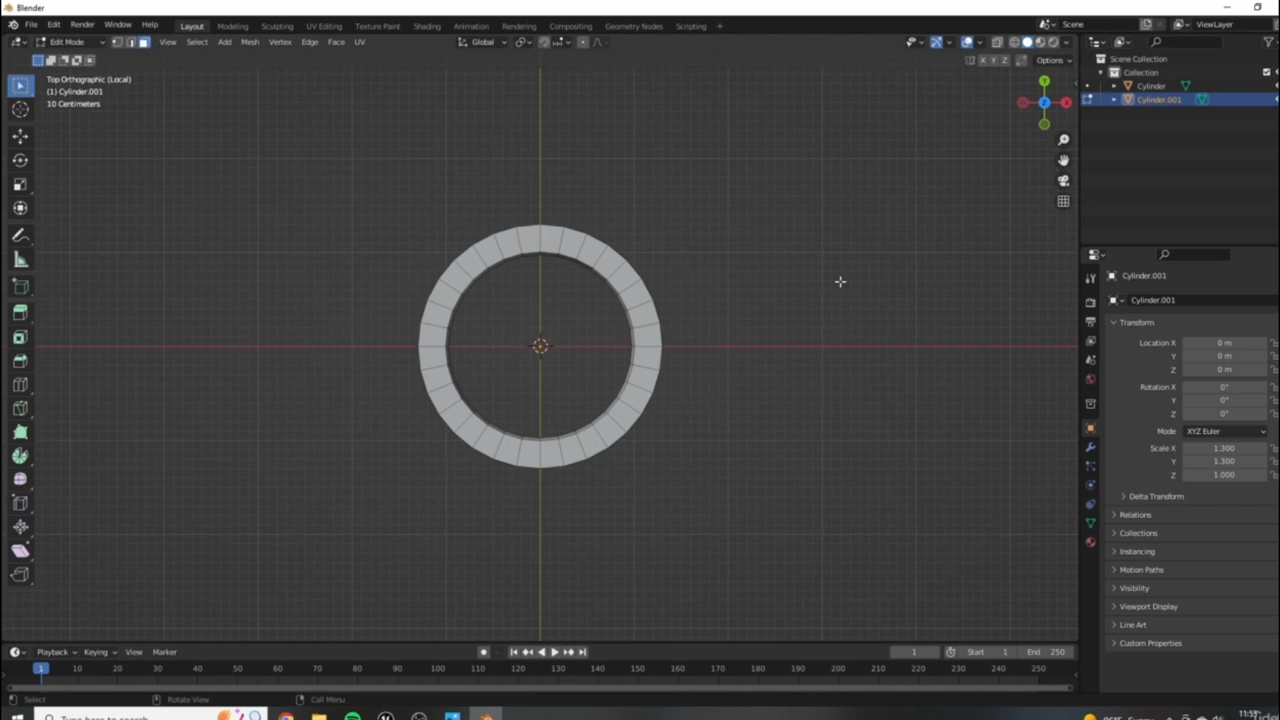 Blender
File Edit Render Window Help Layout Modeling Sculpting UV Editing Texture Paint Shading Animation Rendering Compositing Geometry Nodes Scripting + Scene ViewLayer
Edit Mode View Select Add Mesh Vertex Edge Face UV Global
X Y Z Options
Top Orthographic (Local)
(1) Cylinder.001
10 Centimeters
Y
Z
X
Scene Collection
Collection
Cylinder
Cylinder.001
Cylinder.001
Cylinder.001
Transform
Location X 0 m
Y 0 m
Z 0 m
Rotation X 0°
Y 0°
Z 0°
Mode XYZ Euler
Scale X 1.300
Y 1.300
Z 1.000
Delta Transform
Relations
Collections
Instancing
Motion Paths
Visibility
Viewport Display
Line Art
Custom Properties
Playback Keying View Marker 1 Start 1 End 250
1 10 20 30 40 50 60 70 80 90 100 110 120 130 140 150 160 170 180 190 200 210 220 230 240 250
Select Rotate View Call Menu
Type here to search